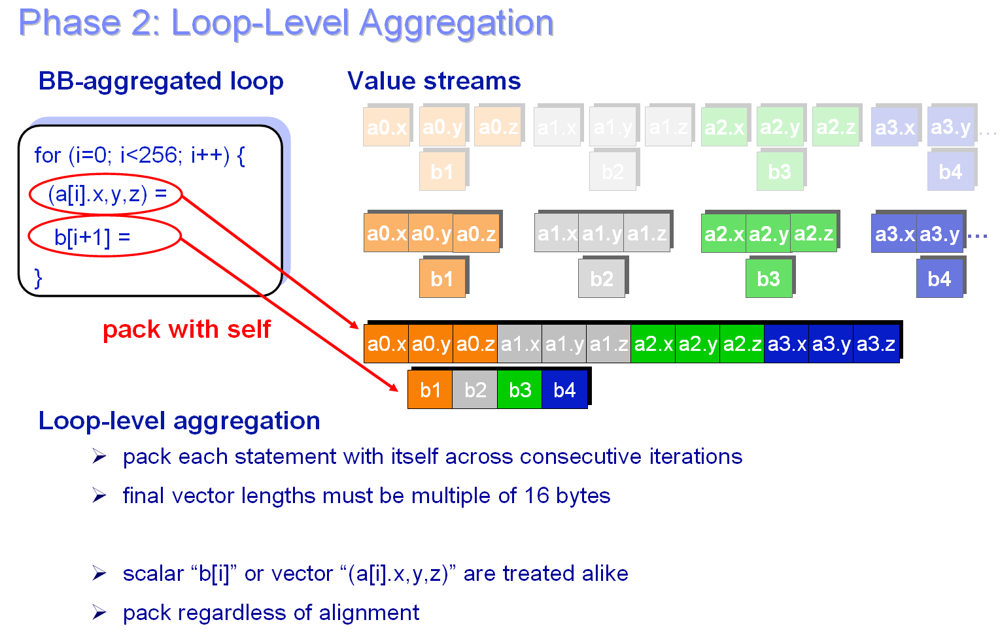 Phase 2: Loop-Level Aggregation
BB-aggregated loop
Value streams
for (i=0; i<256; i++) {
(a[i].x,y,z) =
b[i+1] =
}
pack with self
a0.x a0.y a0.z a1.x a1.y a1.z a2.x a2.y a2.z a3.x a3.y ...
b1 b2 b3 b4
a0.x a0.y a0.z a1.x a1.y a1.z a2.x a2.y a2.z a3.x a3.y ...
b1 b2 b3 b4
a0.x a0.y a0.z a1.x a1.y a1.z a2.x a2.y a2.z a3.x a3.y a3.z
b1 b2 b3 b4
Loop-level aggregation
➢ pack each statement with itself across consecutive iterations
➢ final vector lengths must be multiple of 16 bytes
➢ scalar “b[i]” or vector “(a[i].x,y,z)” are treated alike
➢ pack regardless of alignment